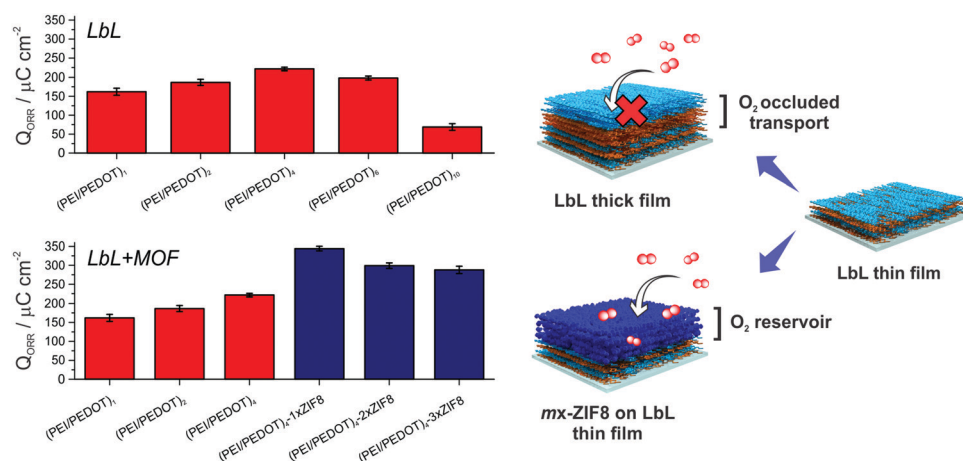 LbL
Q_ORR / μC cm⁻²
350
300
250
200
150
100
50
0
(PEI/PEDOT)₁
(PEI/PEDOT)₂
(PEI/PEDOT)₄
(PEI/PEDOT)₆
(PEI/PEDOT)₁₀
LbL+MOF
Q_ORR / μC cm⁻²
350
300
250
200
150
100
50
0
(PEI/PEDOT)₁
(PEI/PEDOT)₂
(PEI/PEDOT)₄
(PEI/PEDOT)₄-1xZIF8
(PEI/PEDOT)₄-2xZIF8
(PEI/PEDOT)₄-3xZIF8
O₂ occluded
transport
LbL thick film
LbL thin film
O₂ reservoir
mx-ZIF8 on LbL
thin film